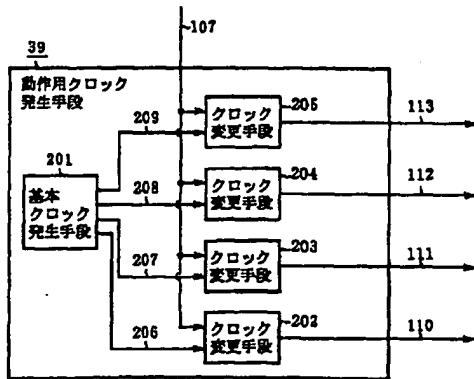 107
39
動作用クロック
発生手段
205
クロック
変更手段
113
209
201
204
クロック
変更手段
112
208
基本
クロック
発生手段
203
クロック
変更手段
111
207
202
クロック
変更手段
110
206